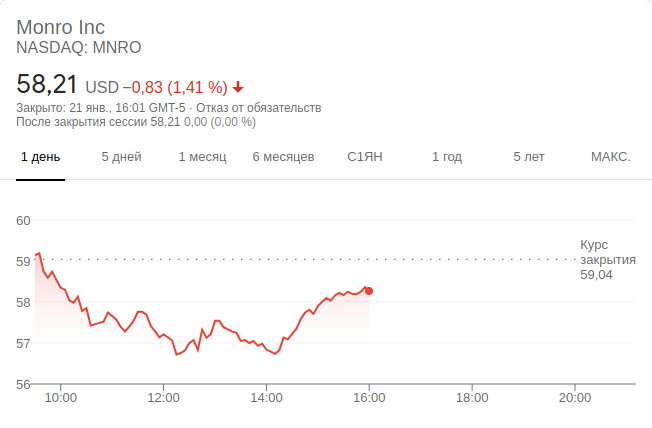 Monro Inc
NASDAQ: MNRO
58,21 USD −0,83 (1,41 %)
Закрыто: 21 янв., 16:01 GMT-5 · Отказ от обязательств
После закрытия сессии 58,21 0,00 (0,00 %)
1 день 5 дней 1 месяц 6 месяцев С1ЯН 1 год 5 лет МАКС.
60
59
58
57
56
Курс
закрытия
59,04
10:00 12:00 14:00 16:00 18:00 20:00